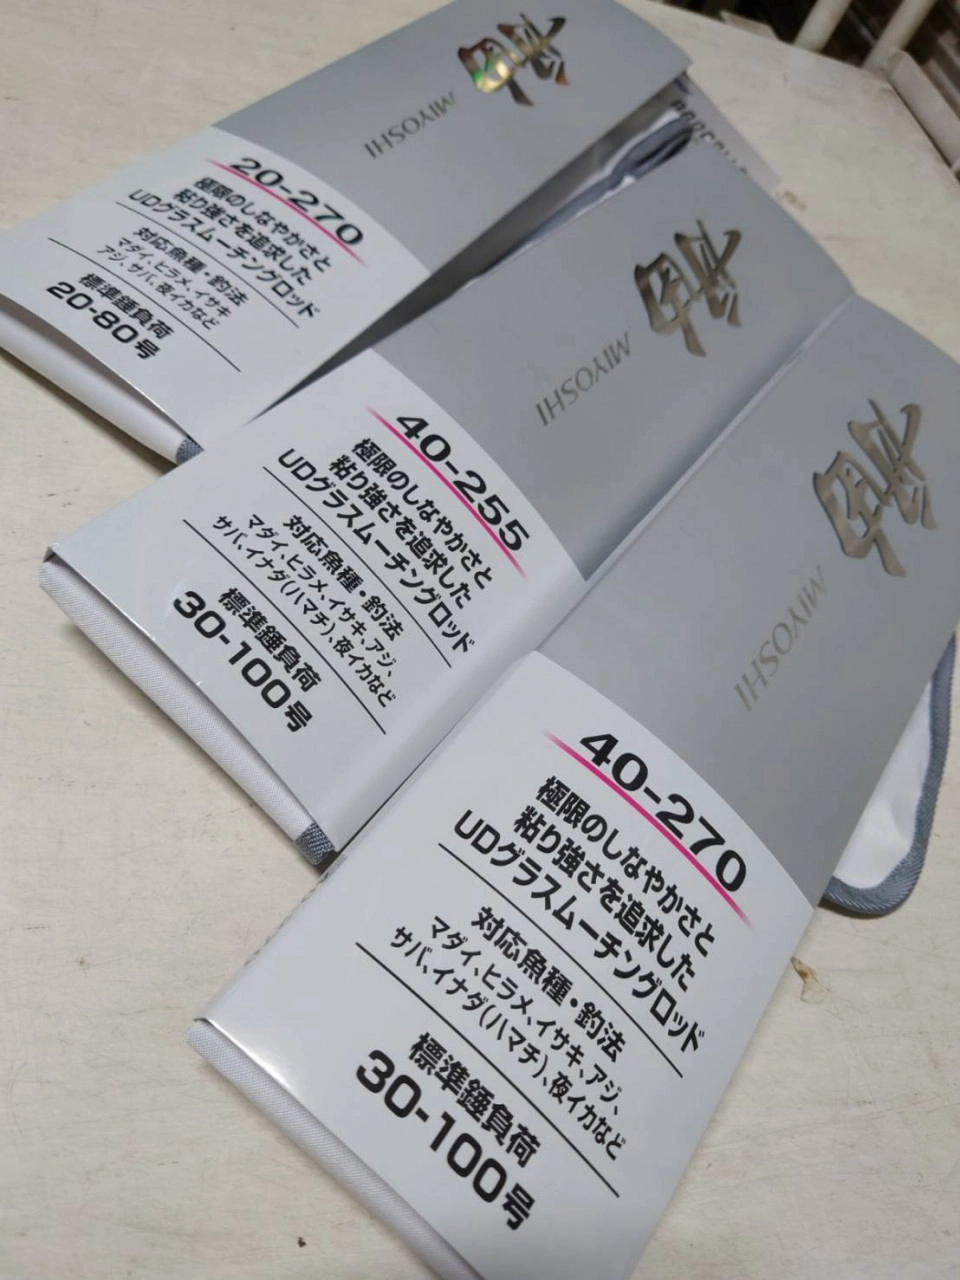 MIYOSHI
20-270
極限のしなやかさと
粘り強さを追求した
UDグラスムーチングロッド
対応魚種・釣法
マダイ、ヒラメ、イサキ
アジ、サバ、夜イカなど
標準錘負荷
20-80号
MIYOSHI
40-255
極限のしなやかさと
粘り強さを追求した
UDグラスムーチングロッド
対応魚種・釣法
マダイ、ヒラメ、イサキ、アジ、
サバ、イナダ(ハマチ)、夜イカなど
標準錘負荷
30-100号
MIYOSHI
40-270
極限のしなやかさと
粘り強さを追求した
UDグラスムーチングロッド
対応魚種・釣法
マダイ、ヒラメ、イサキ、アジ、
サバ、イナダ(ハマチ)、夜イカなど
標準錘負荷
30-100号